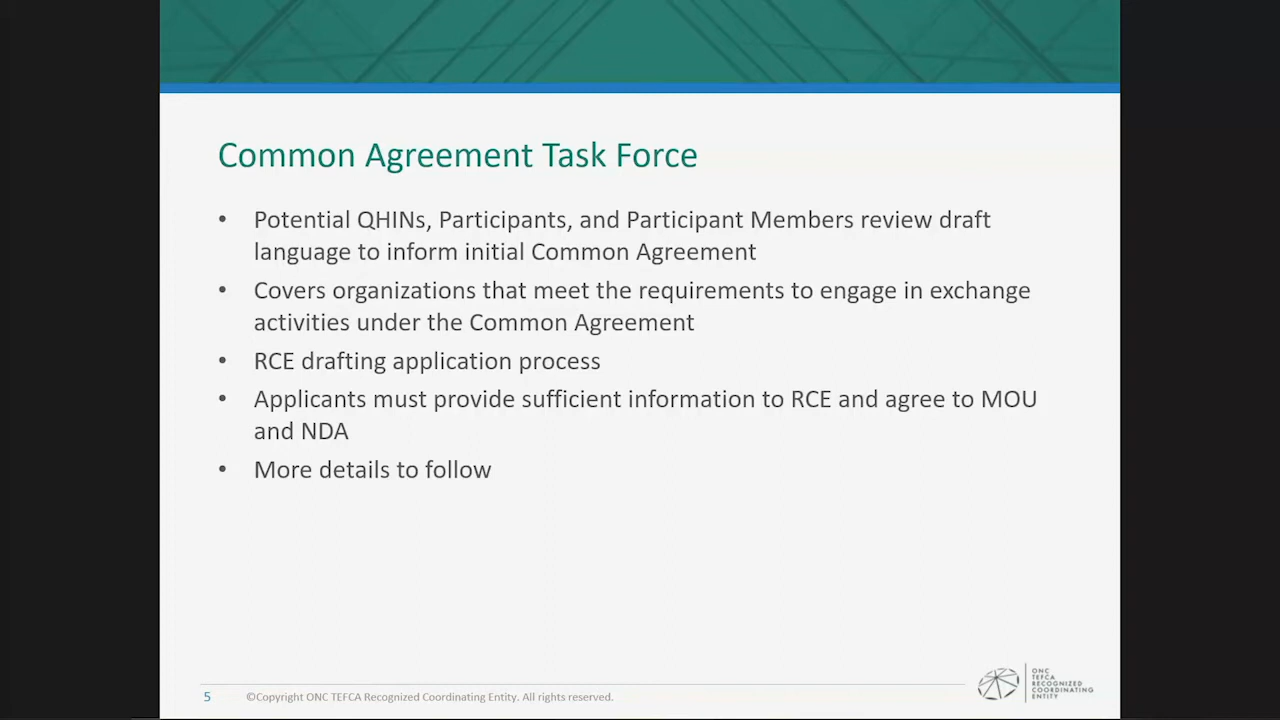 Common Agreement Task Force
• Potential QHINs, Participants, and Participant Members review draft
language to inform initial Common Agreement
• Covers organizations that meet the requirements to engage in exchange
activities under the Common Agreement
• RCE drafting application process
• Applicants must provide sufficient information to RCE and agree to MOU
and NDA
• More details to follow
5 ©Copyright ONC TEFCA Recognized Coordinating Entity. All rights reserved.
ONC
TEFCA
RECOGNIZED
COORDINATING
ENTITY